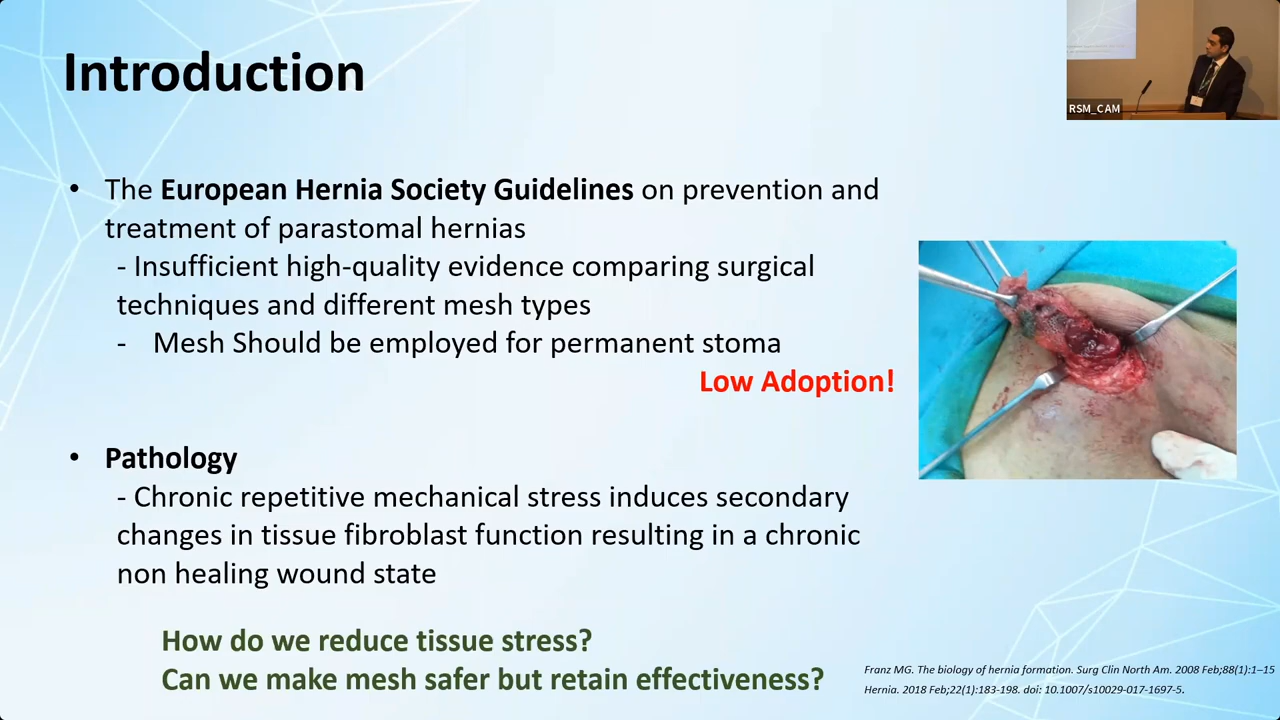 Introduction
RSM_CAM
• The European Hernia Society Guidelines on prevention and
treatment of parastomal hernias
- Insufficient high-quality evidence comparing surgical
techniques and different mesh types
- Mesh Should be employed for permanent stoma
Low Adoption!
• Pathology
- Chronic repetitive mechanical stress induces secondary
changes in tissue fibroblast function resulting in a chronic
non healing wound state
How do we reduce tissue stress?
Can we make mesh safer but retain effectiveness?
Franz MG. The biology of hernia formation. Surg Clin North Am. 2008 Feb;88(1):1–15
Hernia. 2018 Feb;22(1):183-198. doi: 10.1007/s10029-017-1697-5.